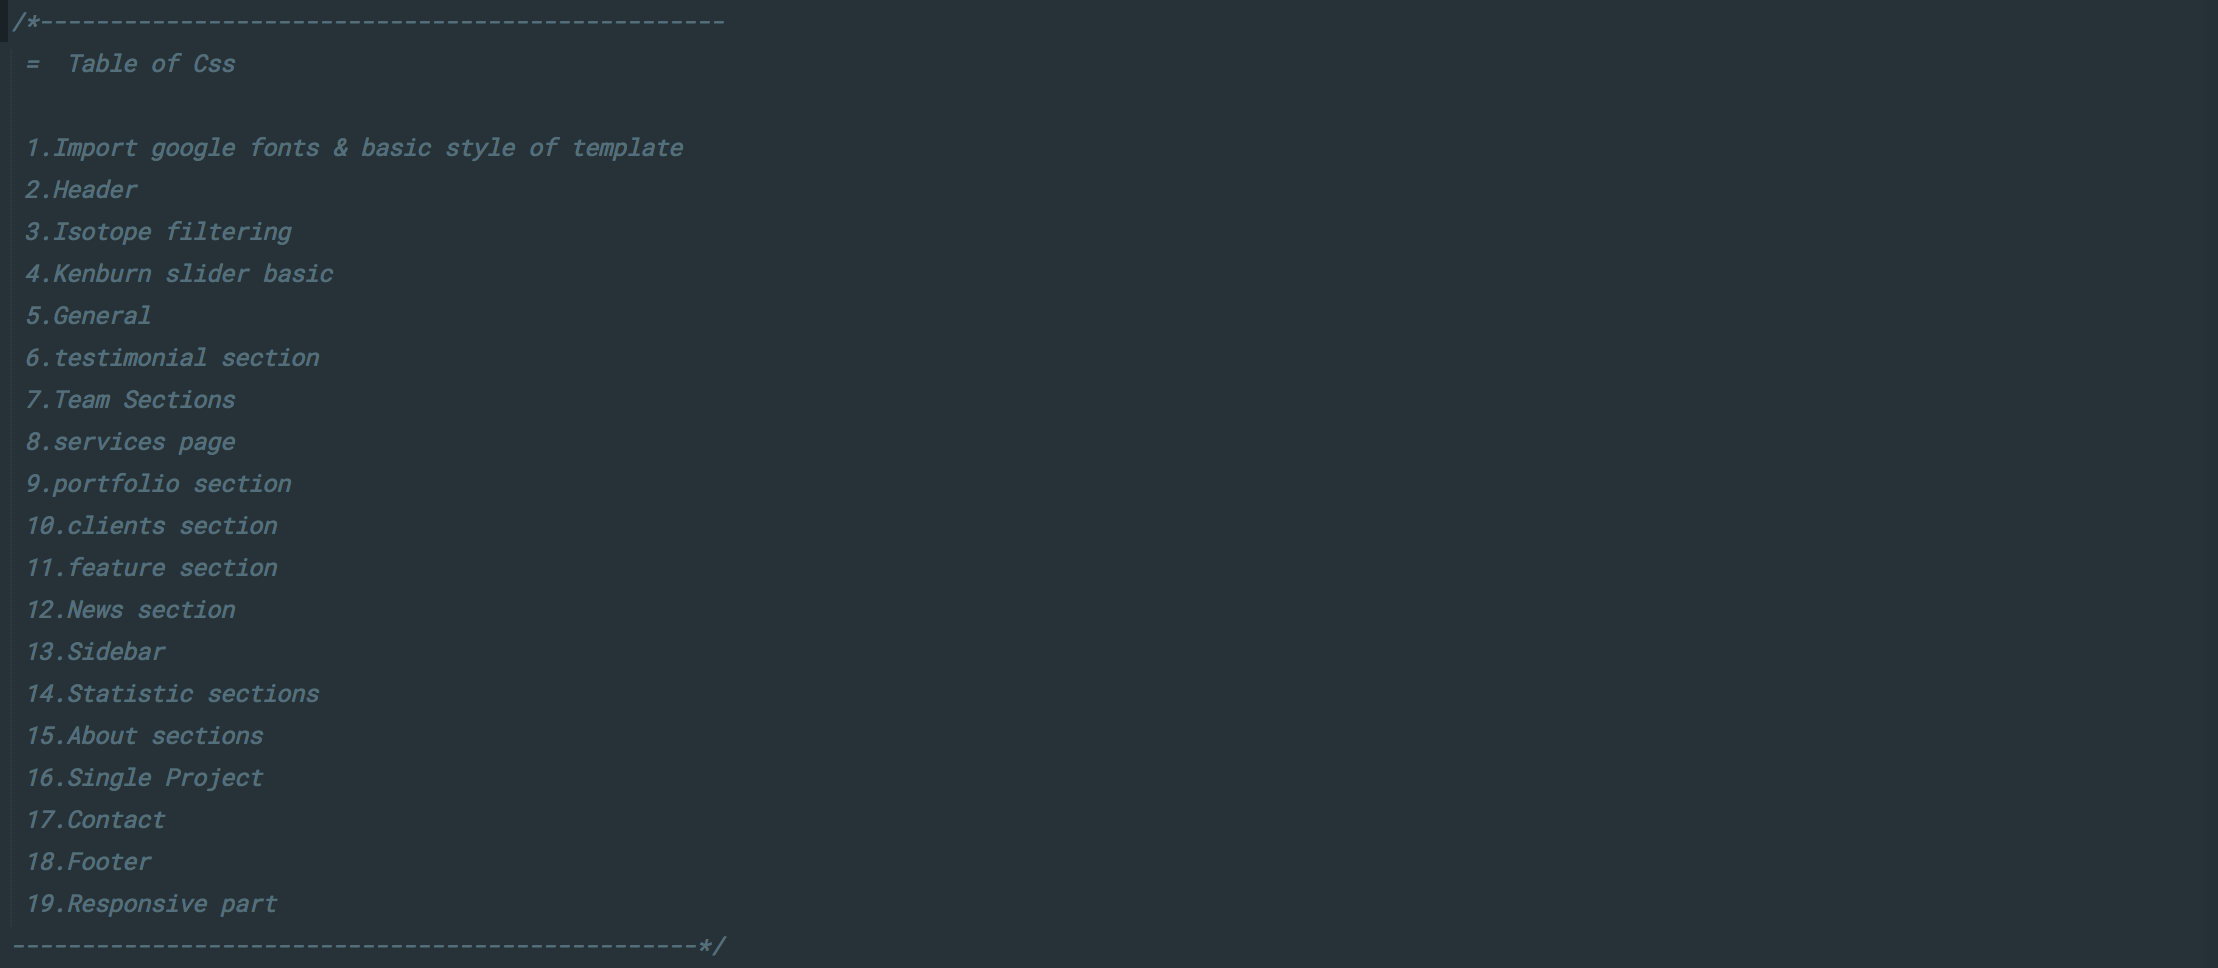 /*-------------------------------------------------
=  Table of Css

1.Import google fonts & basic style of template
2.Header
3.Isotope filtering
4.Kenburn slider basic
5.General
6.testimonial section
7.Team Sections
8.services page
9.portfolio section
10.clients section
11.feature section
12.News section
13.Sidebar
14.Statistic sections
15.About sections
16.Single Project
17.Contact
18.Footer
19.Responsive part
-------------------------------------------------*/